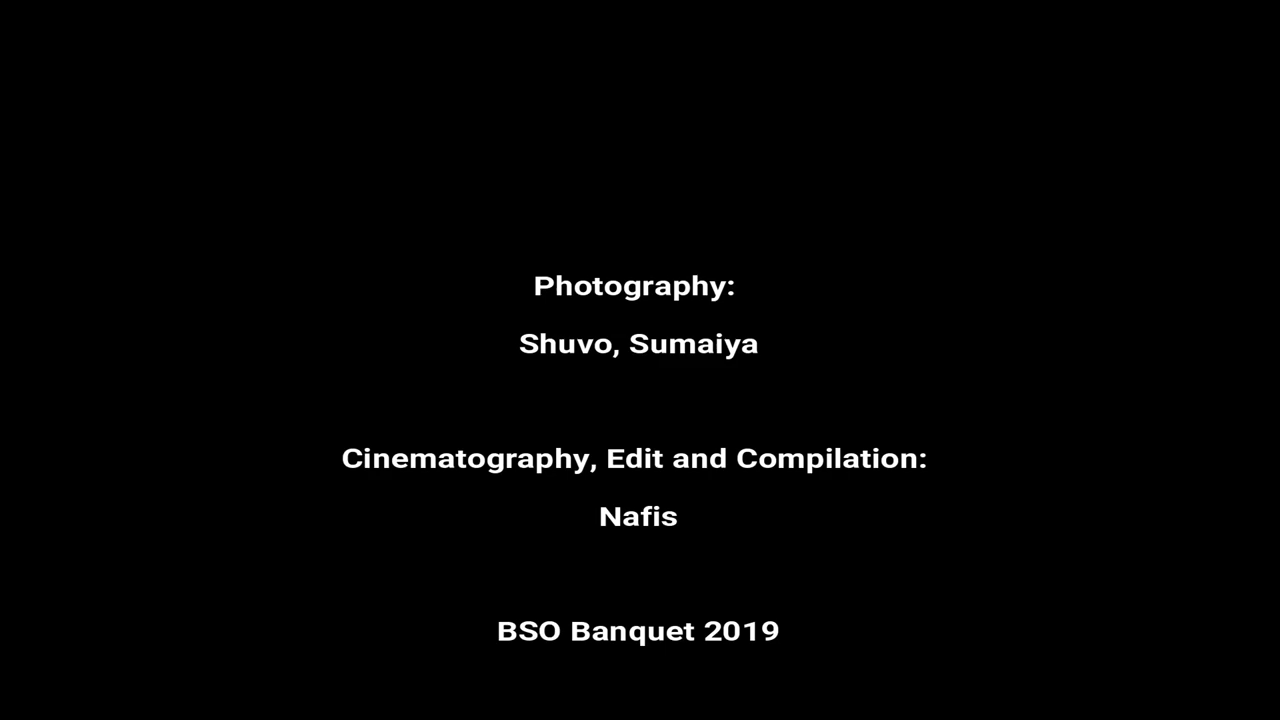 Photography:
Shuvo, Sumaiya
Cinematography, Edit and Compilation:
Nafis
BSO Banquet 2019